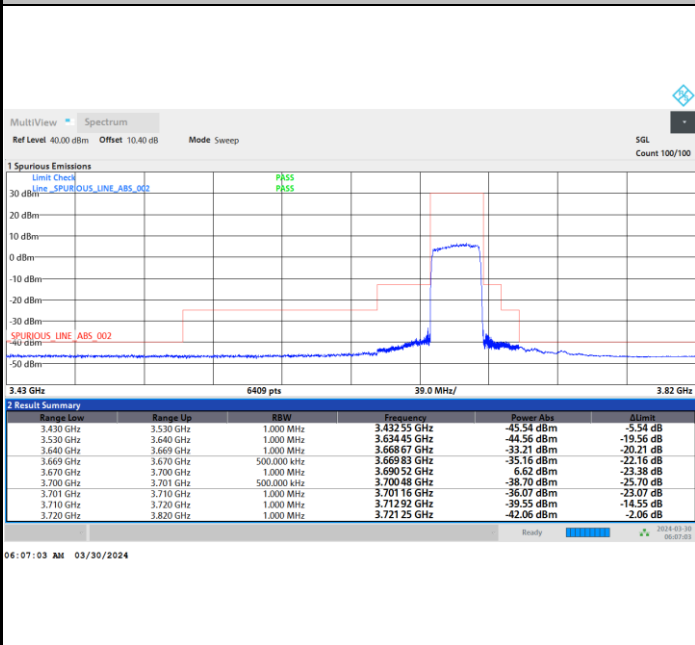 MultiView Spectrum
Ref Level 40.00 dBm Offset 10.40 dB Mode Sweep SGL
Count 100/100
1 Spurious Emissions
Limit Check PASS
Line _SPURIOUS_LINE_ABS_002 PASS
30 dBm
20 dBm
10 dBm
0 dBm
-10 dBm
-20 dBm
-30 dBm
SPURIOUS_LINE_ABS_002
-40 dBm
-50 dBm
3.43 GHz 6409 pts 39.0 MHz/ 3.82 GHz
2 Result Summary
Range Low Range Up RBW Frequency Power Abs ΔLimit
3.430 GHz 3.530 GHz 1.000 MHz 3.432 55 GHz -45.54 dBm -5.54 dB
3.530 GHz 3.640 GHz 1.000 MHz 3.634 45 GHz -44.56 dBm -19.56 dB
3.640 GHz 3.669 GHz 1.000 MHz 3.668 67 GHz -33.21 dBm -20.21 dB
3.669 GHz 3.670 GHz 500.000 kHz 3.669 83 GHz -35.16 dBm -22.16 dB
3.670 GHz 3.700 GHz 1.000 MHz 3.690 52 GHz 6.62 dBm -23.38 dB
3.700 GHz 3.701 GHz 500.000 kHz 3.700 48 GHz -38.70 dBm -25.70 dB
3.701 GHz 3.710 GHz 1.000 MHz 3.701 16 GHz -36.07 dBm -23.07 dB
3.710 GHz 3.720 GHz 1.000 MHz 3.712 92 GHz -39.55 dBm -14.55 dB
3.720 GHz 3.820 GHz 1.000 MHz 3.721 25 GHz -42.06 dBm -2.06 dB
Ready 2024-03-30
06:07:03
06:07:03 AM 03/30/2024